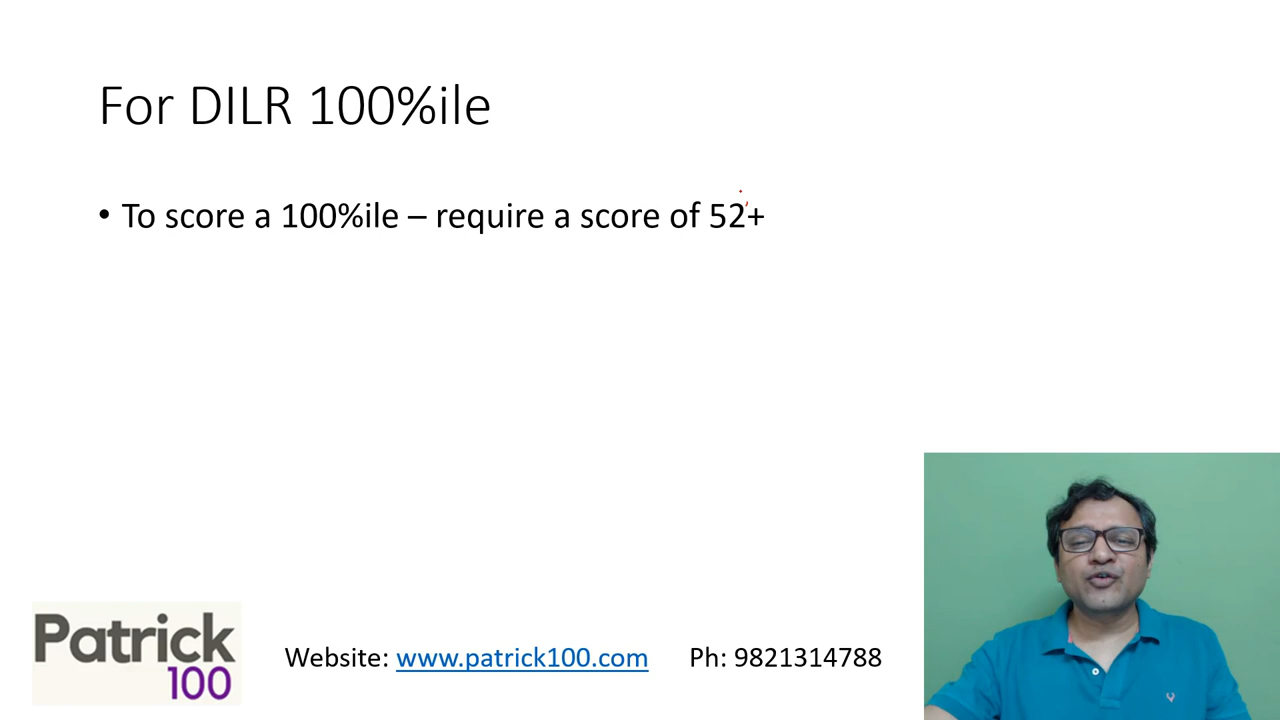 For DILR 100%ile
• To score a 100%ile – require a score of 52+
Patrick
100
Website: www.patrick100.com Ph: 9821314788